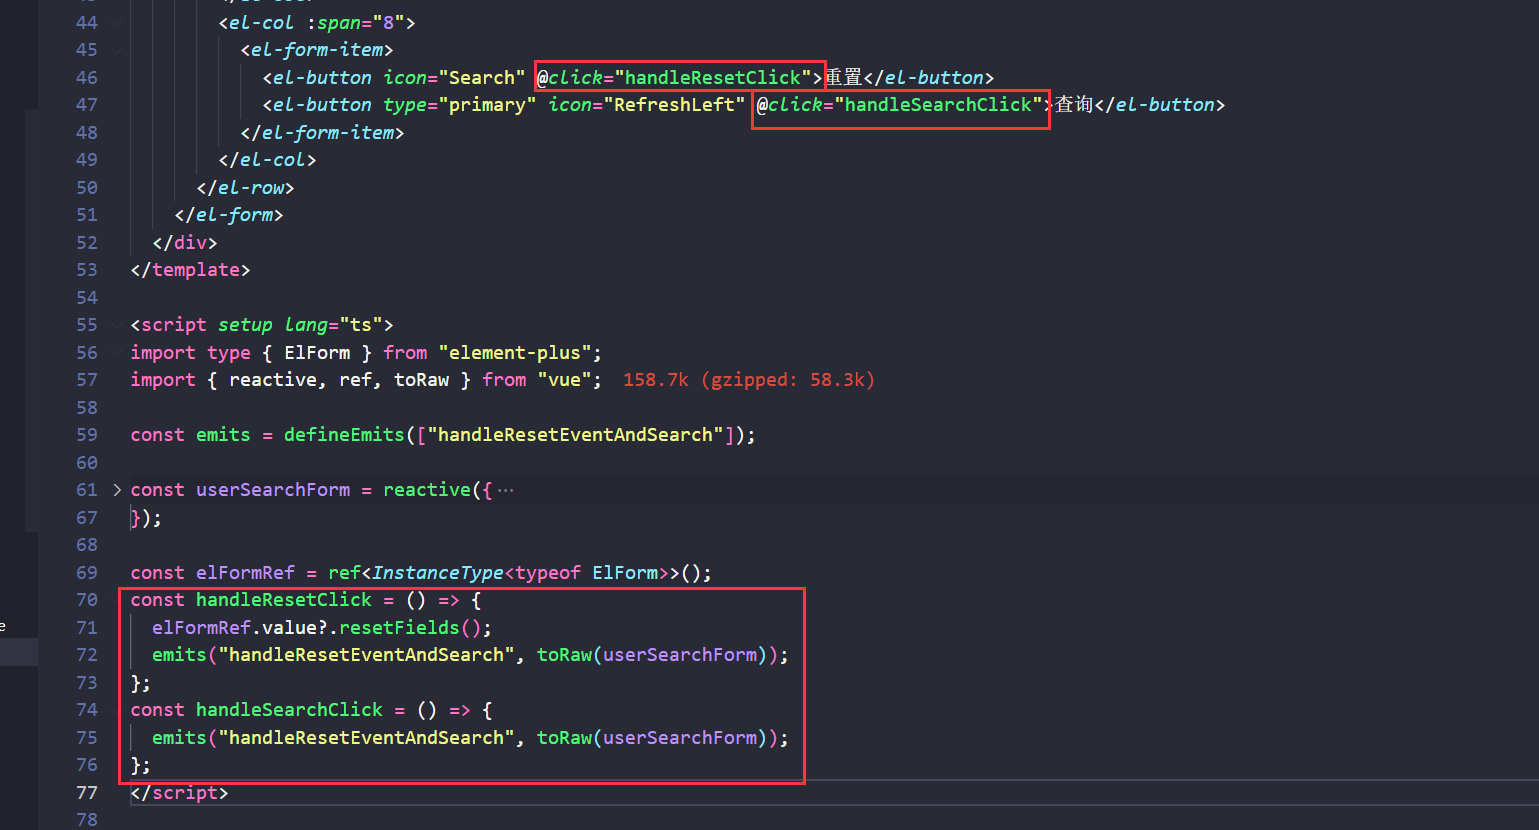 44 <el-col :span="8">
45 <el-form-item>
46 <el-button icon="Search" @click="handleResetClick">重置</el-button>
47 <el-button type="primary" icon="RefreshLeft" @click="handleSearchClick">查询</el-button>
48 </el-form-item>
49 </el-col>
50 </el-row>
51 </el-form>
52 </div>
53 </template>
54
55 <script setup lang="ts">
56 import type { ElForm } from "element-plus";
57 import { reactive, ref, toRaw } from "vue"; 158.7k (gzipped: 58.3k)
58
59 const emits = defineEmits(["handleResetEventAndSearch"]);
60
61 const userSearchForm = reactive({ ···
67 });
68
69 const elFormRef = ref<InstanceType<typeof ElForm>>();
70 const handleResetClick = () => {
71 elFormRef.value?.resetFields();
72 emits("handleResetEventAndSearch", toRaw(userSearchForm));
73 };
74 const handleSearchClick = () => {
75 emits("handleResetEventAndSearch", toRaw(userSearchForm));
76 };
77 </script>
78
e